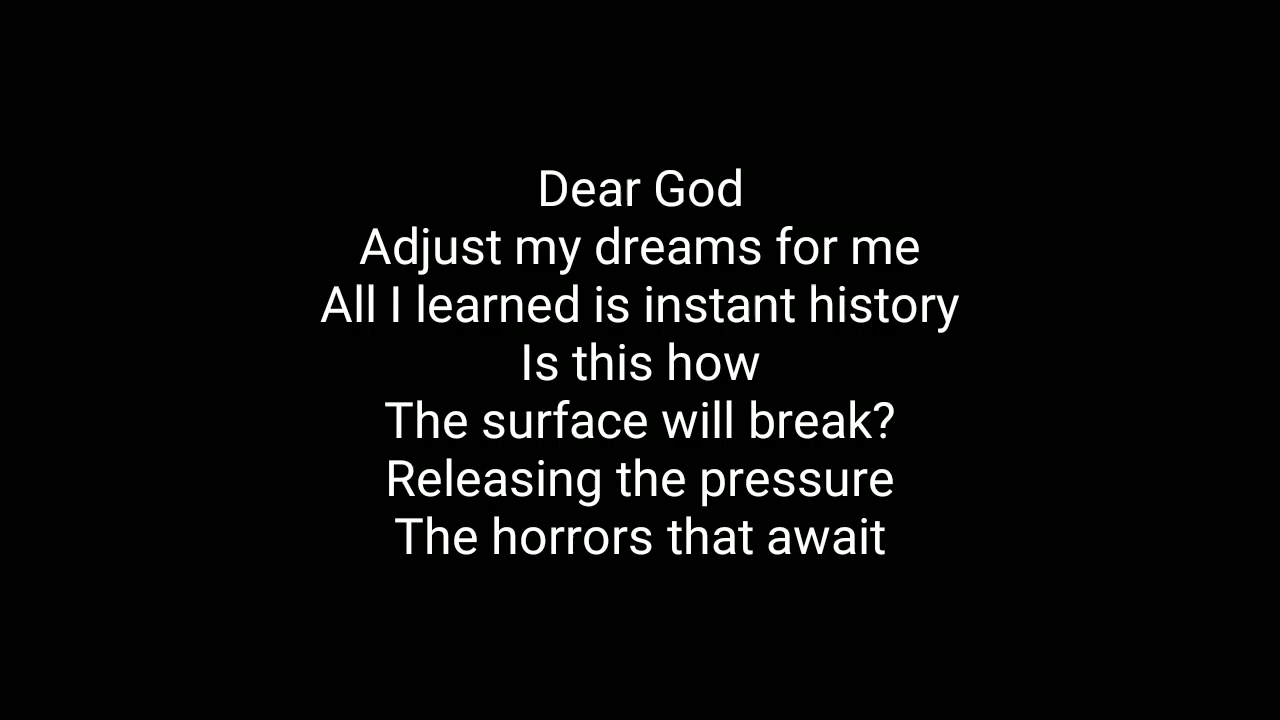 Dear God
Adjust my dreams for me
All I learned is instant history
Is this how
The surface will break?
Releasing the pressure
The horrors that await